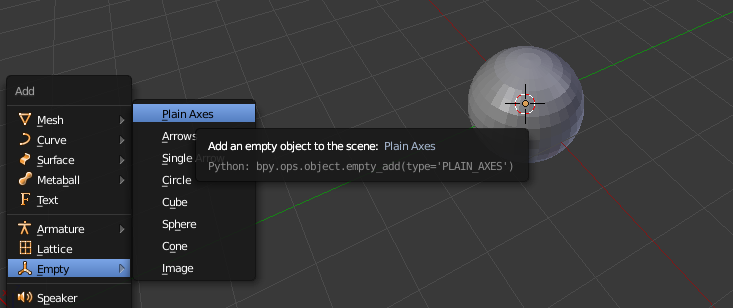 Add
Mesh
Curve
Surface
Metaball
Text
Armature
Lattice
Empty
Speaker
Plain Axes
Arrows
Single Arrow
Circle
Cube
Sphere
Cone
Image
Add an empty object to the scene: Plain Axes
Python: bpy.ops.object.empty_add(type='PLAIN_AXES')